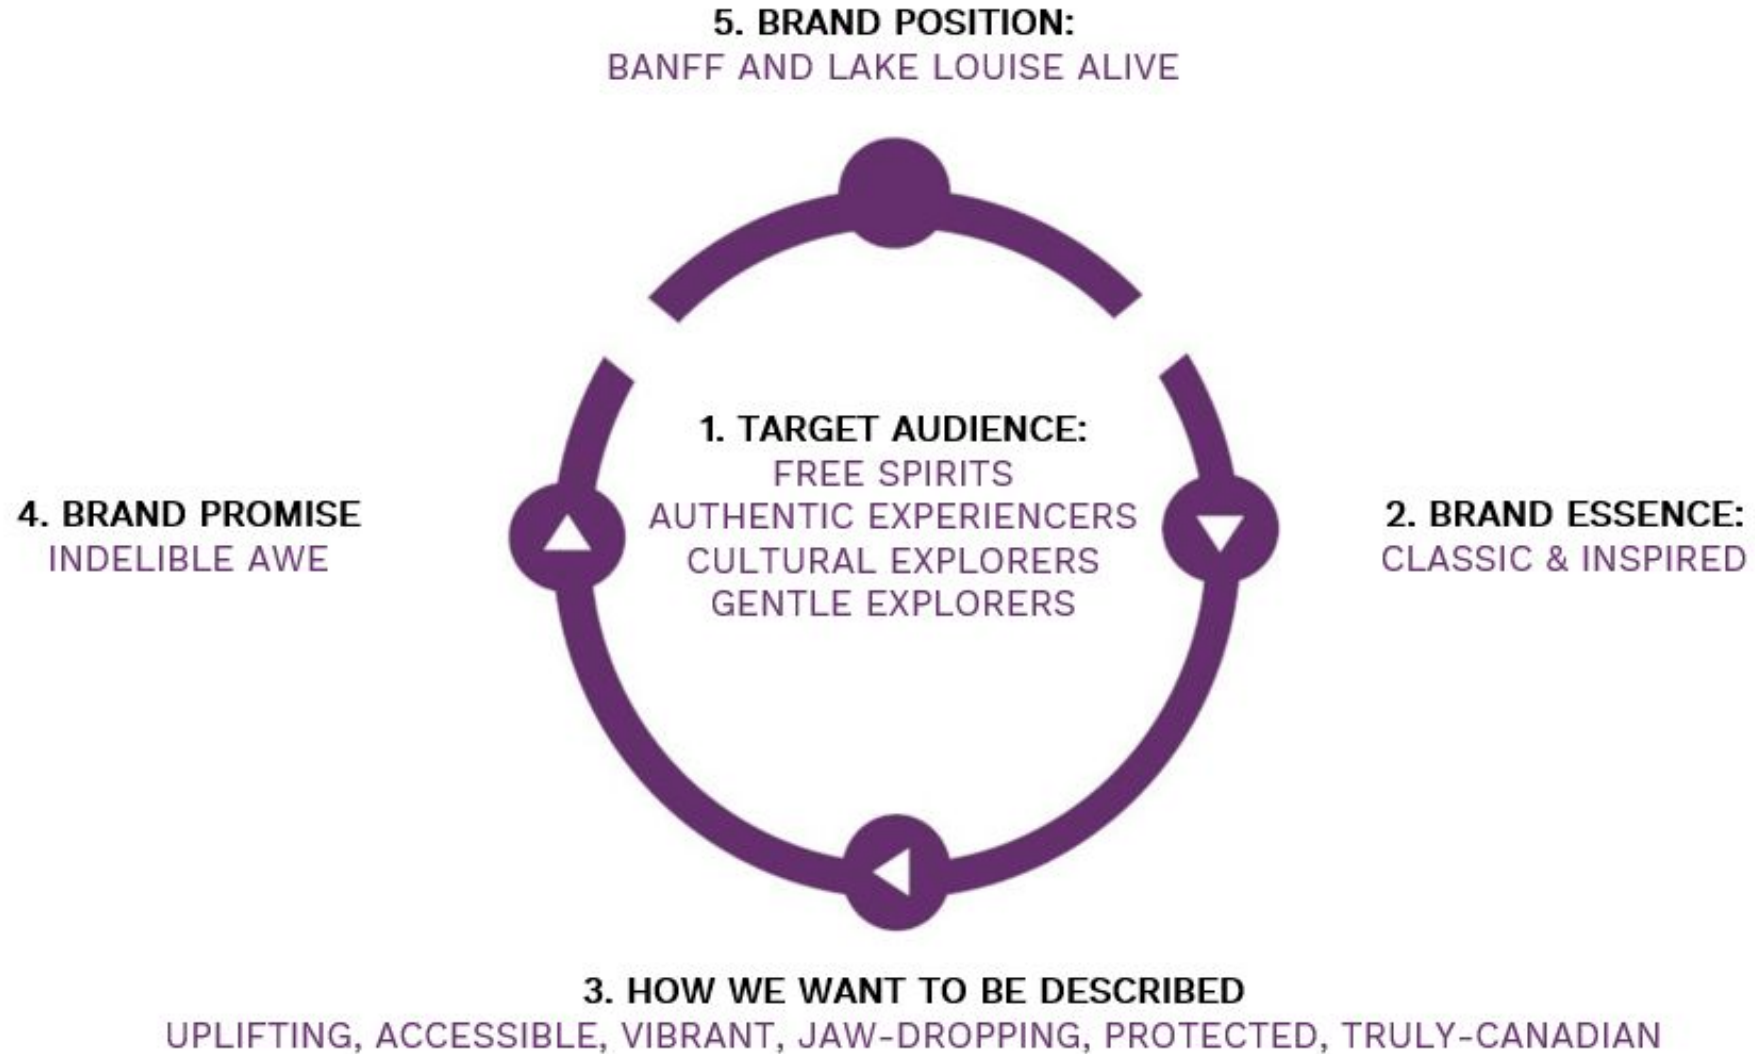 5. BRAND POSITION:
BANFF AND LAKE LOUISE ALIVE
1. TARGET AUDIENCE:
FREE SPIRITS
AUTHENTIC EXPERIENCERS
CULTURAL EXPLORERS
GENTLE EXPLORERS
4. BRAND PROMISE
INDELIBLE AWE
2. BRAND ESSENCE:
CLASSIC & INSPIRED
3. HOW WE WANT TO BE DESCRIBED
UPLIFTING, ACCESSIBLE, VIBRANT, JAW-DROPPING, PROTECTED, TRULY-CANADIAN